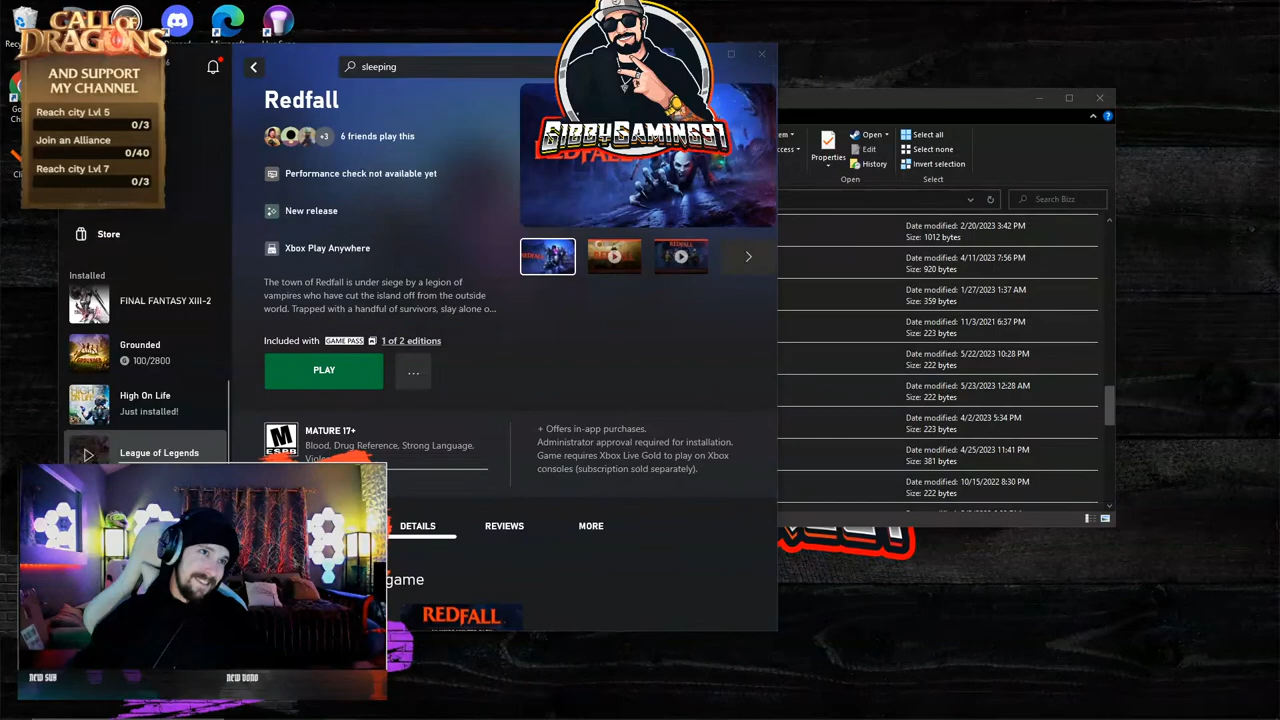 CALL OF
DRAGONS
AND SUPPORT
MY CHANNEL
Reach city Lvl 5
0/3
Join an Alliance
0/40
Reach city Lvl 7
0/3
Store
Installed
FINAL FANTASY XIII-2
Grounded
100/2800
High On Life
Just installed!
League of Legends
sleeping
Redfall
+3
6 friends play this
Performance check not available yet
New release
Xbox Play Anywhere
The town of Redfall is under siege by a legion of
vampires who have cut the island off from the outside
world. Trapped with a handful of survivors, slay alone o...
Included with GAME PASS 1 of 2 editions
PLAY
...
M
ESRB
MATURE 17+
Blood, Drug Reference, Strong Language,
+ Offers in-app purchases.
Administrator approval required for installation.
Game requires Xbox Live Gold to play on Xbox
consoles (subscription sold separately).
DETAILS
REVIEWS
MORE
game
REDFALL
GIBBYGAMING91
Properties
Open
Edit
History
Open
Select all
Select none
Invert selection
Select
Search Bizz
Date modified: 2/20/2023 3:42 PM
Size: 1012 bytes
Date modified: 4/11/2023 7:56 PM
Size: 920 bytes
Date modified: 1/27/2023 1:37 AM
Size: 359 bytes
Date modified: 11/3/2021 6:37 PM
Size: 223 bytes
Date modified: 5/22/2023 10:28 PM
Size: 222 bytes
Date modified: 5/23/2023 12:28 AM
Size: 222 bytes
Date modified: 4/2/2023 5:34 PM
Size: 223 bytes
Date modified: 4/25/2023 11:41 PM
Size: 381 bytes
Date modified: 10/15/2022 8:30 PM
Size: 222 bytes
NEW SUB
NEW DONO